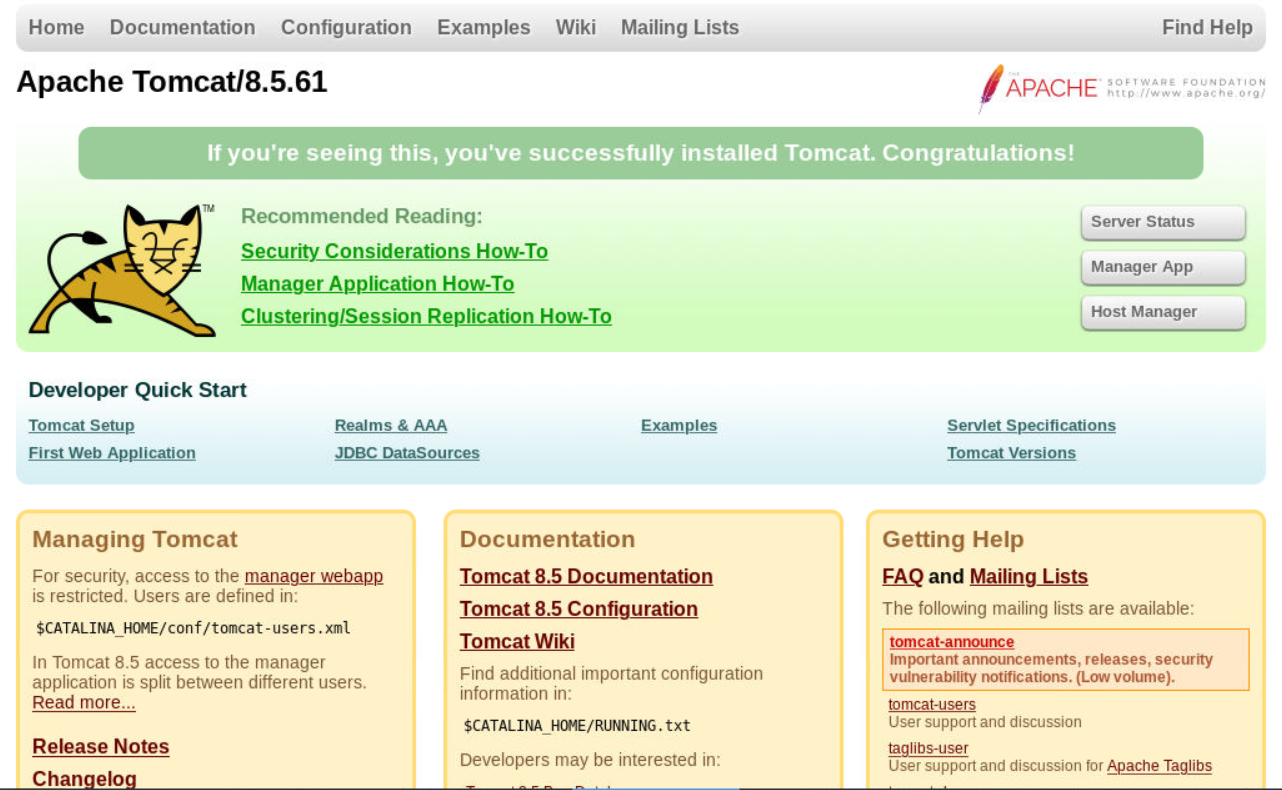 Home Documentation Configuration Examples Wiki Mailing Lists Find Help
Apache Tomcat/8.5.61
THE APACHE SOFTWARE FOUNDATION
http://www.apache.org/
If you're seeing this, you've successfully installed Tomcat. Congratulations!
TM
Recommended Reading:
Security Considerations How-To
Manager Application How-To
Clustering/Session Replication How-To
Server Status
Manager App
Host Manager
Developer Quick Start
Tomcat Setup
First Web Application
Realms & AAA
JDBC DataSources
Examples
Servlet Specifications
Tomcat Versions
Managing Tomcat
For security, access to the manager webapp
is restricted. Users are defined in:
$CATALINA_HOME/conf/tomcat-users.xml
In Tomcat 8.5 access to the manager
application is split between different users.
Read more...
Release Notes
Changelog
Documentation
Tomcat 8.5 Documentation
Tomcat 8.5 Configuration
Tomcat Wiki
Find additional important configuration
information in:
$CATALINA_HOME/RUNNING.txt
Developers may be interested in:
Getting Help
FAQ and Mailing Lists
The following mailing lists are available:
tomcat-announce
Important announcements, releases, security
vulnerability notifications. (Low volume).
tomcat-users
User support and discussion
taglibs-user
User support and discussion for Apache Taglibs